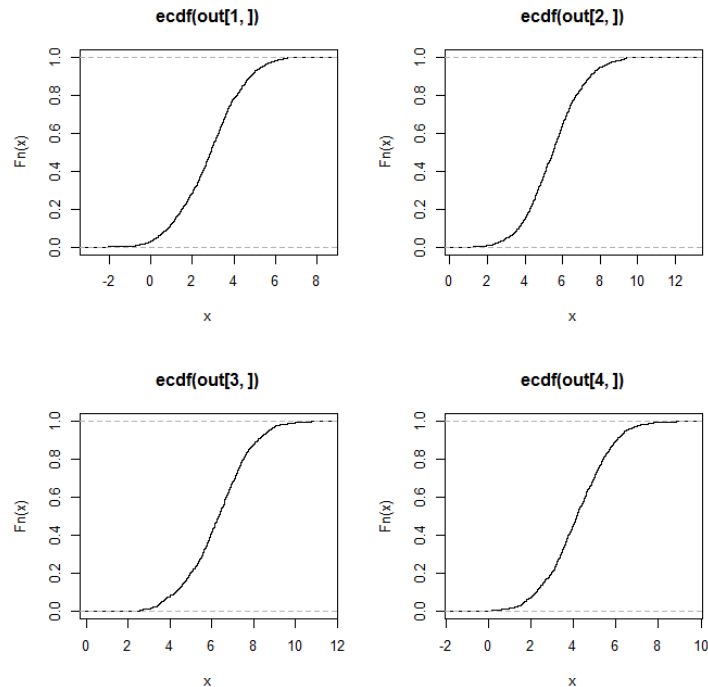 ecdf(out[1, ])
Fn(x)
0.0 0.2 0.4 0.6 0.8 1.0
-2 0 2 4 6 8
x
ecdf(out[2, ])
Fn(x)
0.0 0.2 0.4 0.6 0.8 1.0
0 2 4 6 8 10 12
x
ecdf(out[3, ])
Fn(x)
0.0 0.2 0.4 0.6 0.8 1.0
0 2 4 6 8 10 12
x
ecdf(out[4, ])
Fn(x)
0.0 0.2 0.4 0.6 0.8 1.0
-2 0 2 4 6 8 10
x